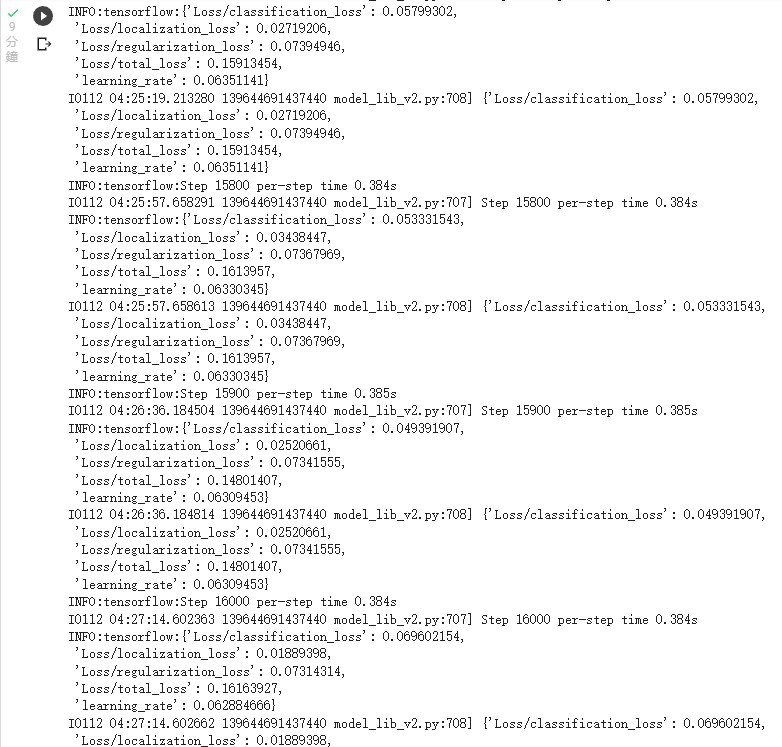 9
分
鐘
INFO:tensorflow:{'Loss/classification_loss': 0.05799302,
'Loss/localization_loss': 0.02719206,
'Loss/regularization_loss': 0.07394946,
'Loss/total_loss': 0.15913454,
'learning_rate': 0.06351141}
I0112 04:25:19.213280 139644691437440 model_lib_v2.py:708] {'Loss/classification_loss': 0.05799302,
'Loss/localization_loss': 0.02719206,
'Loss/regularization_loss': 0.07394946,
'Loss/total_loss': 0.15913454,
'learning_rate': 0.06351141}
INFO:tensorflow:Step 15800 per-step time 0.384s
I0112 04:25:57.658291 139644691437440 model_lib_v2.py:707] Step 15800 per-step time 0.384s
INFO:tensorflow:{'Loss/classification_loss': 0.053331543,
'Loss/localization_loss': 0.03438447,
'Loss/regularization_loss': 0.07367969,
'Loss/total_loss': 0.1613957,
'learning_rate': 0.06330345}
I0112 04:25:57.658613 139644691437440 model_lib_v2.py:708] {'Loss/classification_loss': 0.053331543,
'Loss/localization_loss': 0.03438447,
'Loss/regularization_loss': 0.07367969,
'Loss/total_loss': 0.1613957,
'learning_rate': 0.06330345}
INFO:tensorflow:Step 15900 per-step time 0.385s
I0112 04:26:36.184504 139644691437440 model_lib_v2.py:707] Step 15900 per-step time 0.385s
INFO:tensorflow:{'Loss/classification_loss': 0.049391907,
'Loss/localization_loss': 0.02520661,
'Loss/regularization_loss': 0.07341555,
'Loss/total_loss': 0.14801407,
'learning_rate': 0.06309453}
I0112 04:26:36.184814 139644691437440 model_lib_v2.py:708] {'Loss/classification_loss': 0.049391907,
'Loss/localization_loss': 0.02520661,
'Loss/regularization_loss': 0.07341555,
'Loss/total_loss': 0.14801407,
'learning_rate': 0.06309453}
INFO:tensorflow:Step 16000 per-step time 0.384s
I0112 04:27:14.602363 139644691437440 model_lib_v2.py:707] Step 16000 per-step time 0.384s
INFO:tensorflow:{'Loss/classification_loss': 0.069602154,
'Loss/localization_loss': 0.01889398,
'Loss/regularization_loss': 0.07314314,
'Loss/total_loss': 0.16163927,
'learning_rate': 0.062884666}
I0112 04:27:14.602662 139644691437440 model_lib_v2.py:708] {'Loss/classification_loss': 0.069602154,
'Loss/localization_loss': 0.01889398,